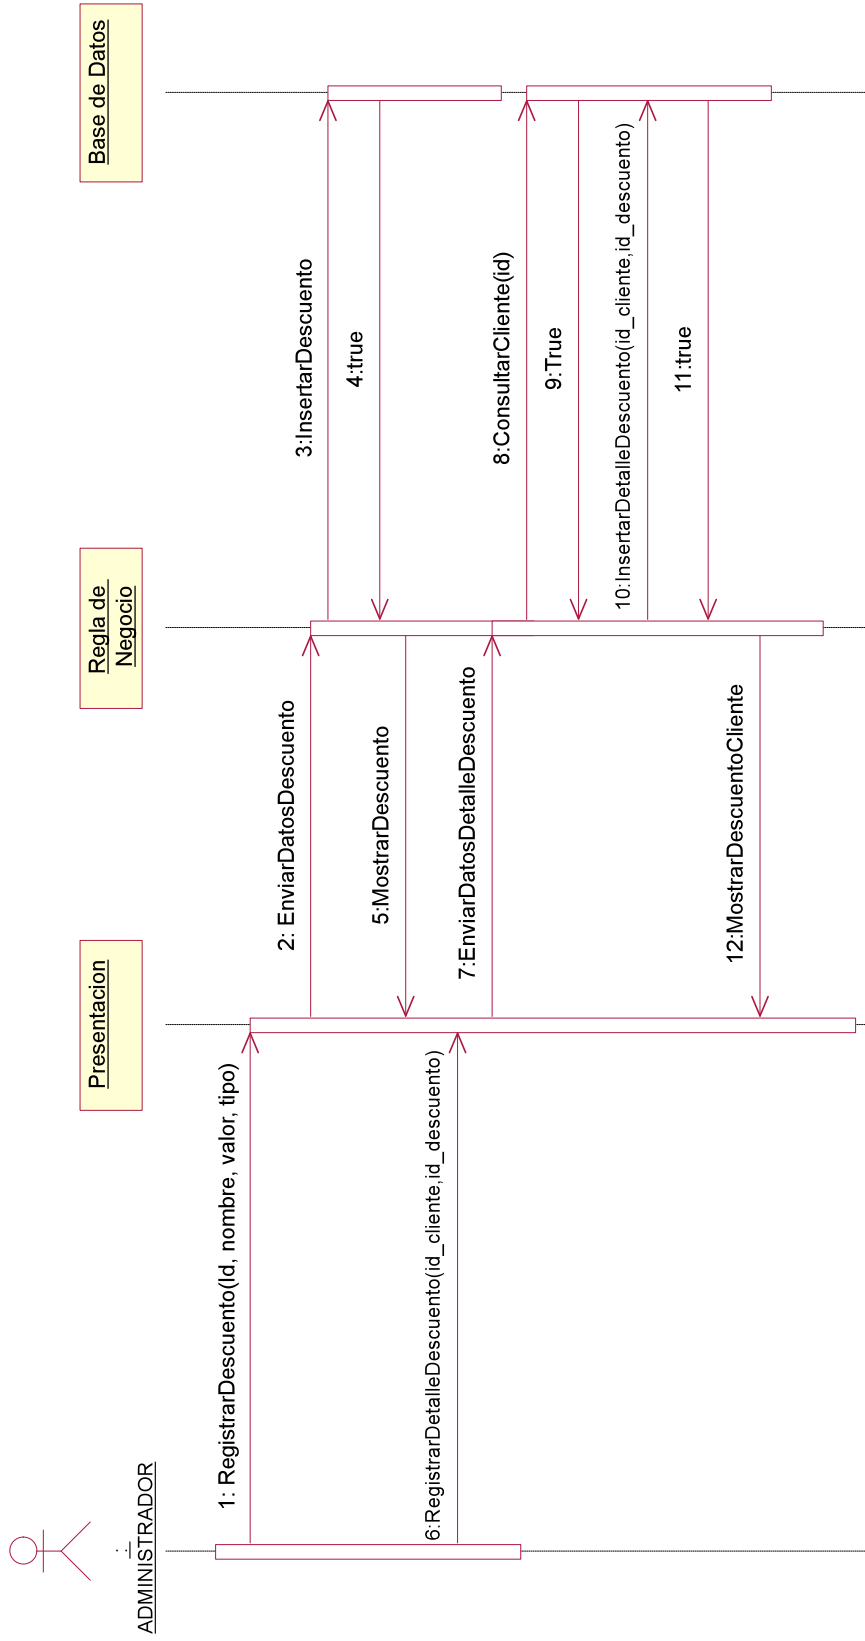 ADMINISTRADOR
Presentacion
Regla de
Negocio
Base de Datos
1: RegistrarDescuento(Id, nombre, valor, tipo)
2: EnviarDatosDescuento
3:InsertarDescuento
4:true
5:MostrarDescuento
6:RegistrarDetalleDescuento(id_cliente,id_descuento)
7:EnviarDatosDetalleDescuento
8:ConsultarCliente(id)
9:True
10:InsertarDetalleDescuento(id_cliente,id_descuento)
11:true
12:MostrarDescuentoCliente